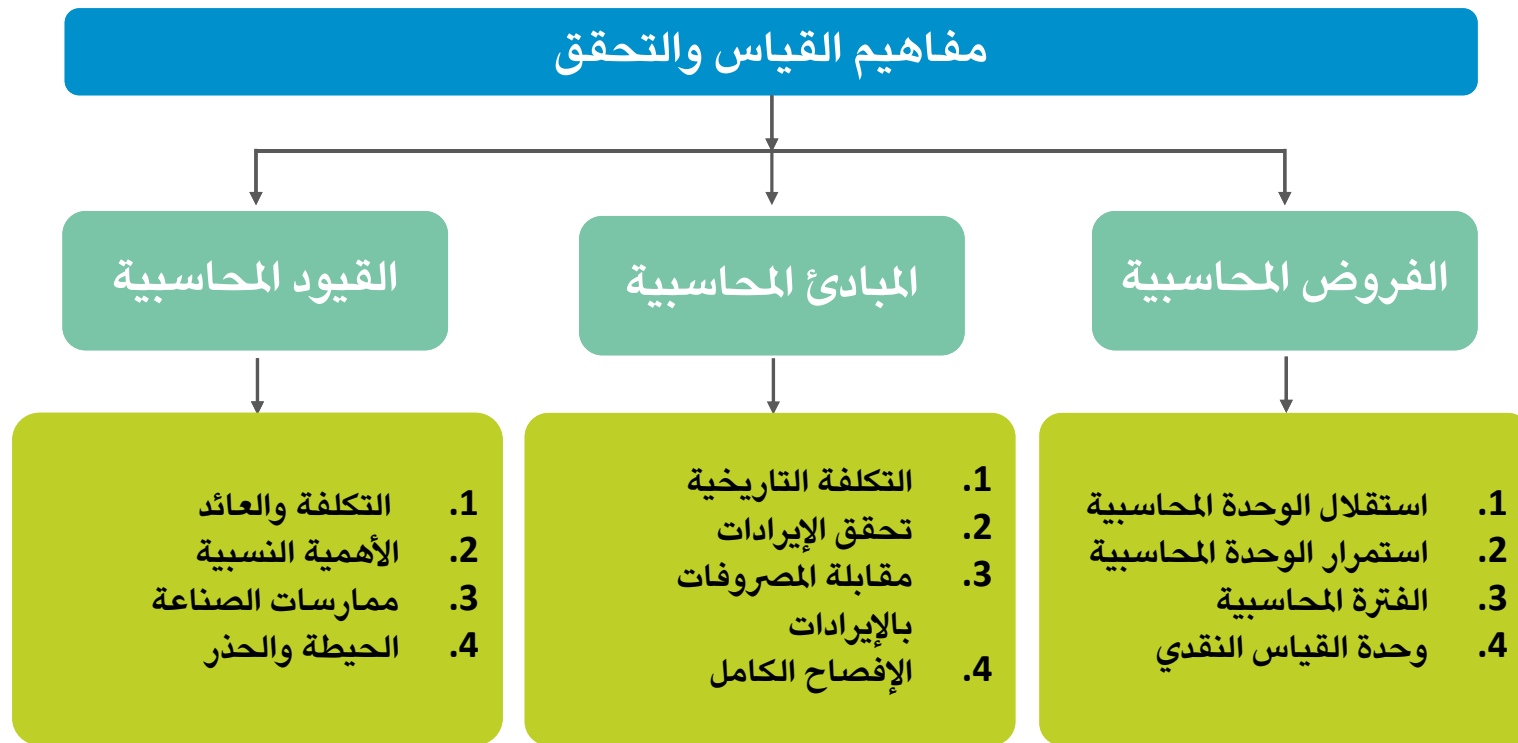 مفاهيم القياس والتحقق
الفروض المحاسبية
المبادئ المحاسبية
القيود المحاسبية
1. استقلال الوحدة المحاسبية
2. استمرار الوحدة المحاسبية
3. الفترة المحاسبية
4. وحدة القياس النقدي
1. التكلفة التاريخية
2. تحقق الإيرادات
3. مقابلة المصروفات
بالإيرادات
4. الإفصاح الكامل
1. التكلفة والعائد
2. الأهمية النسبية
3. ممارسات الصناعة
4. الحيطة والحذر